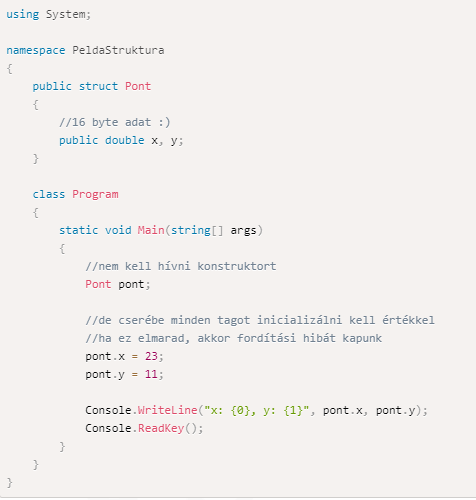 using System;
namespace PeldaStruktura
{
public struct Pont
{
//16 byte adat :)
public double x, y;
}
class Program
{
static void Main(string[] args)
{
//nem kell hívni konstruktort
Pont pont;
//de cserébe minden tagot inicializálni kell értékkel
//ha ez elmarad, akkor fordítási hibát kapunk
pont.x = 23;
pont.y = 11;
Console.WriteLine("x: {0}, y: {1}", pont.x, pont.y);
Console.ReadKey();
}
}
}